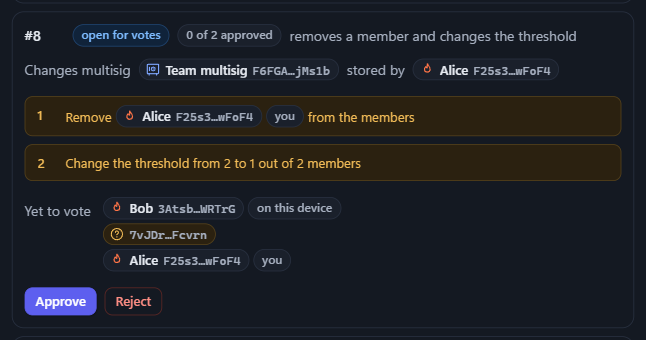 #8 open for votes 0 of 2 approved removes a member and changes the threshold
Changes multisig Team multisig F6FGA…jMs1b stored by Alice F25s3…wFoF4
1 Remove Alice F25s3…wFoF4 you from the members
2 Change the threshold from 2 to 1 out of 2 members
Yet to vote Bob 3Atsb…WRTrG on this device
7vJDr…Fcvrn
Alice F25s3…wFoF4 you
Approve Reject